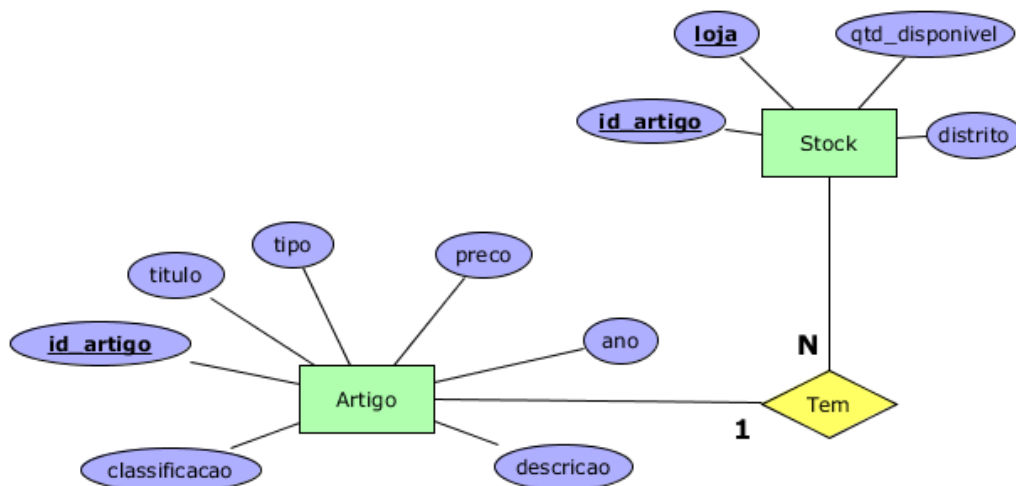 loja
qtd_disponivel
id_artigo
Stock
distrito
tipo
preco
titulo
id_artigo
ano
N
Artigo
Tem
1
classificacao
descricao